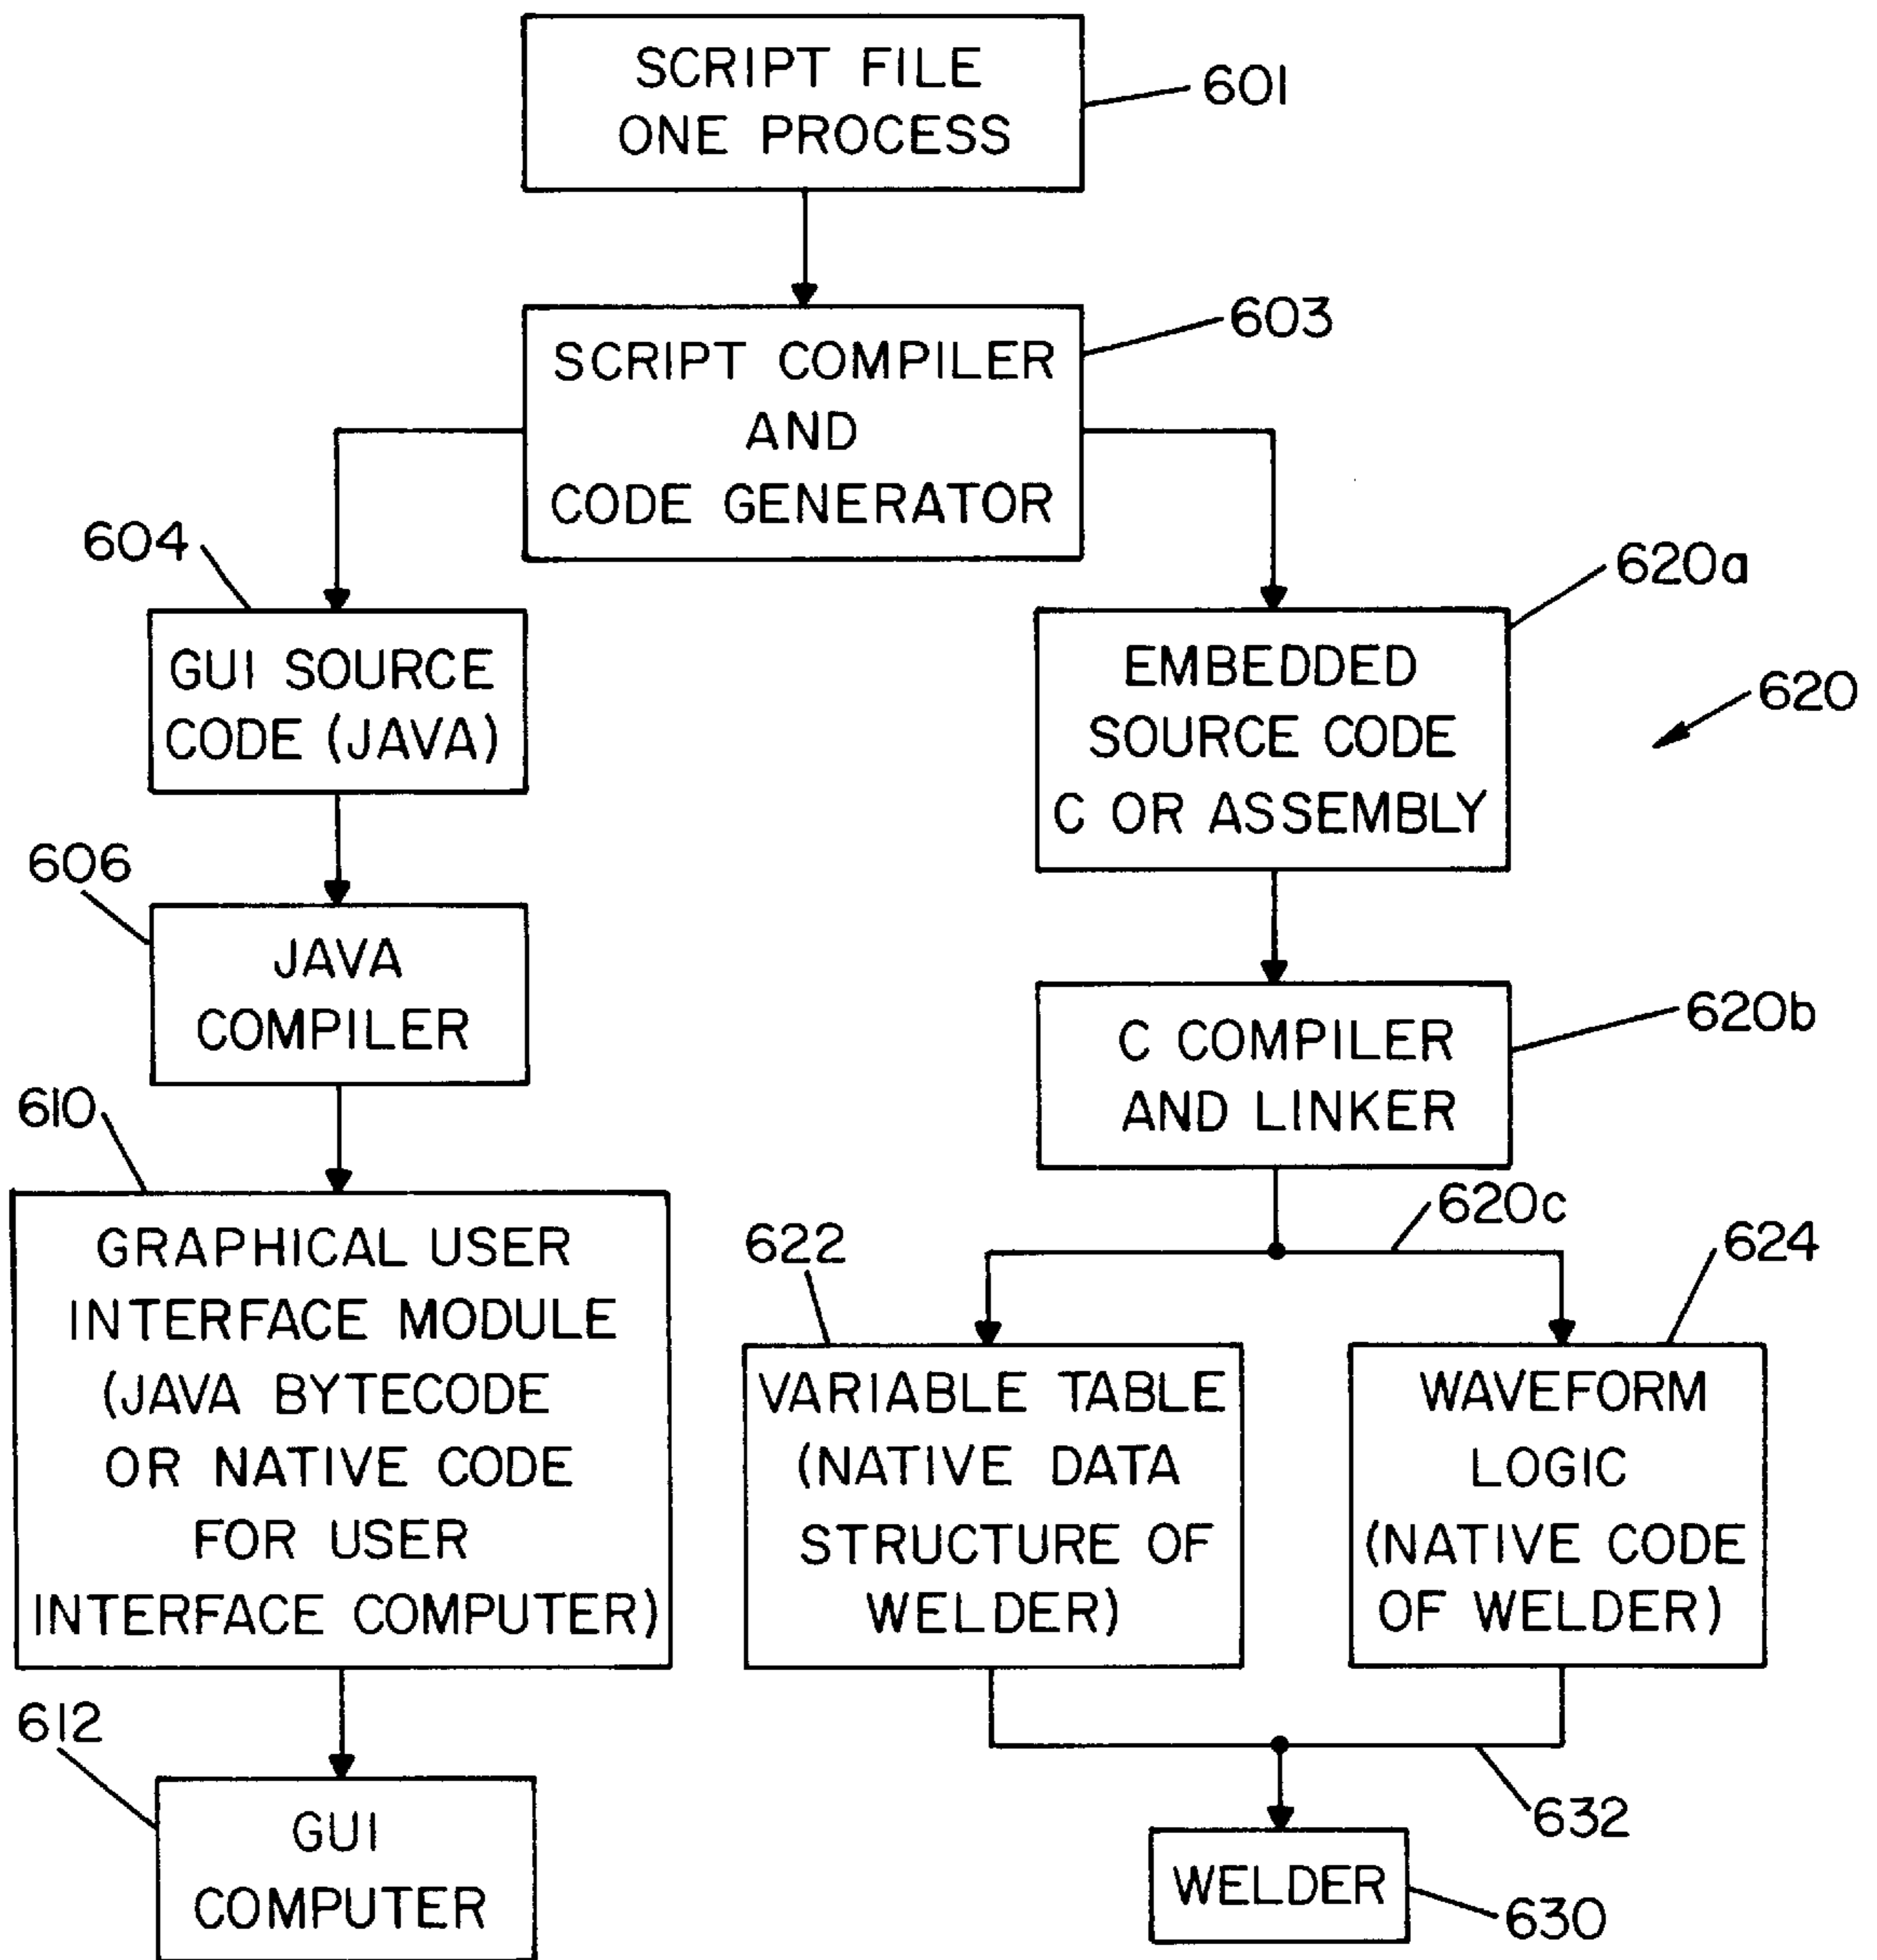 SCRIPT FILE
ONE PROCESS
601
SCRIPT COMPILER
AND
CODE GENERATOR
603
604
GUI SOURCE
CODE (JAVA)
620a
EMBEDDED
SOURCE CODE
C OR ASSEMBLY
620
606
JAVA
COMPILER
C COMPILER
AND LINKER
620b
610
GRAPHICAL USER
INTERFACE MODULE
(JAVA BYTECODE
OR NATIVE CODE
FOR USER
INTERFACE COMPUTER)
620c
622
VARIABLE TABLE
(NATIVE DATA
STRUCTURE OF
WELDER)
624
WAVEFORM
LOGIC
(NATIVE CODE
OF WELDER)
612
GUI
COMPUTER
632
WELDER
630